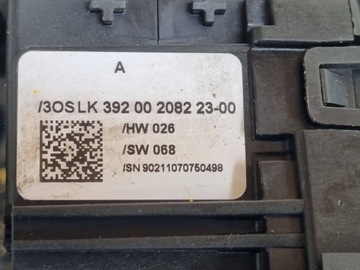 A
/3OSLK 392 00 2082 23-00
/HW 026
/SW 068
/SN 90211070750498